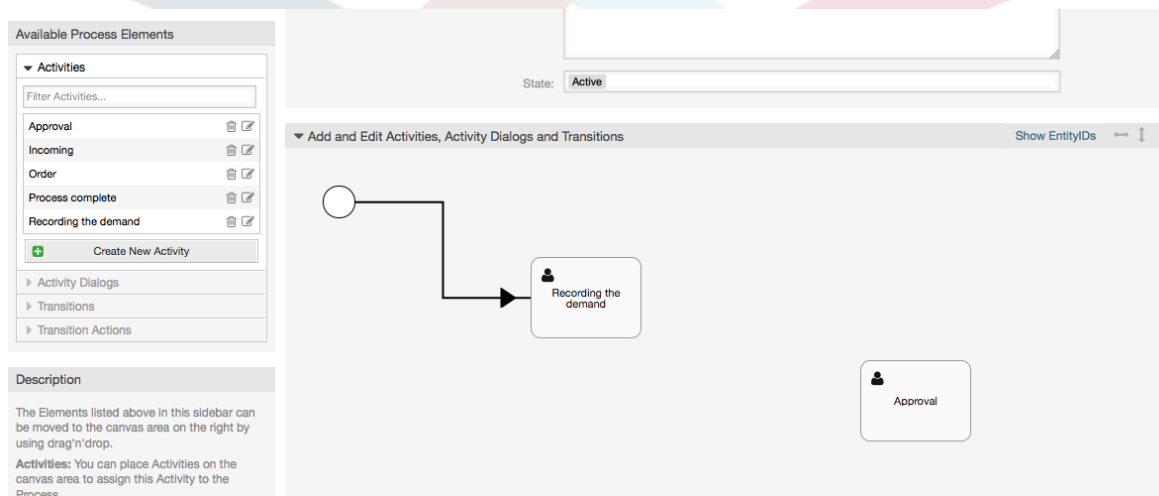 Available Process Elements
Activities
Filter Activities...
Approval
Incoming
Order
Process complete
Recording the demand
Create New Activity
Activity Dialogs
Transitions
Transition Actions
Description
The Elements listed above in this sidebar can
be moved to the canvas area on the right by
using drag'n'drop.
Activities: You can place Activities on the
canvas area to assign this Activity to the
Process.
State: Active
Add and Edit Activities, Activity Dialogs and Transitions
Show EntityIDs
Recording the
demand
Approval